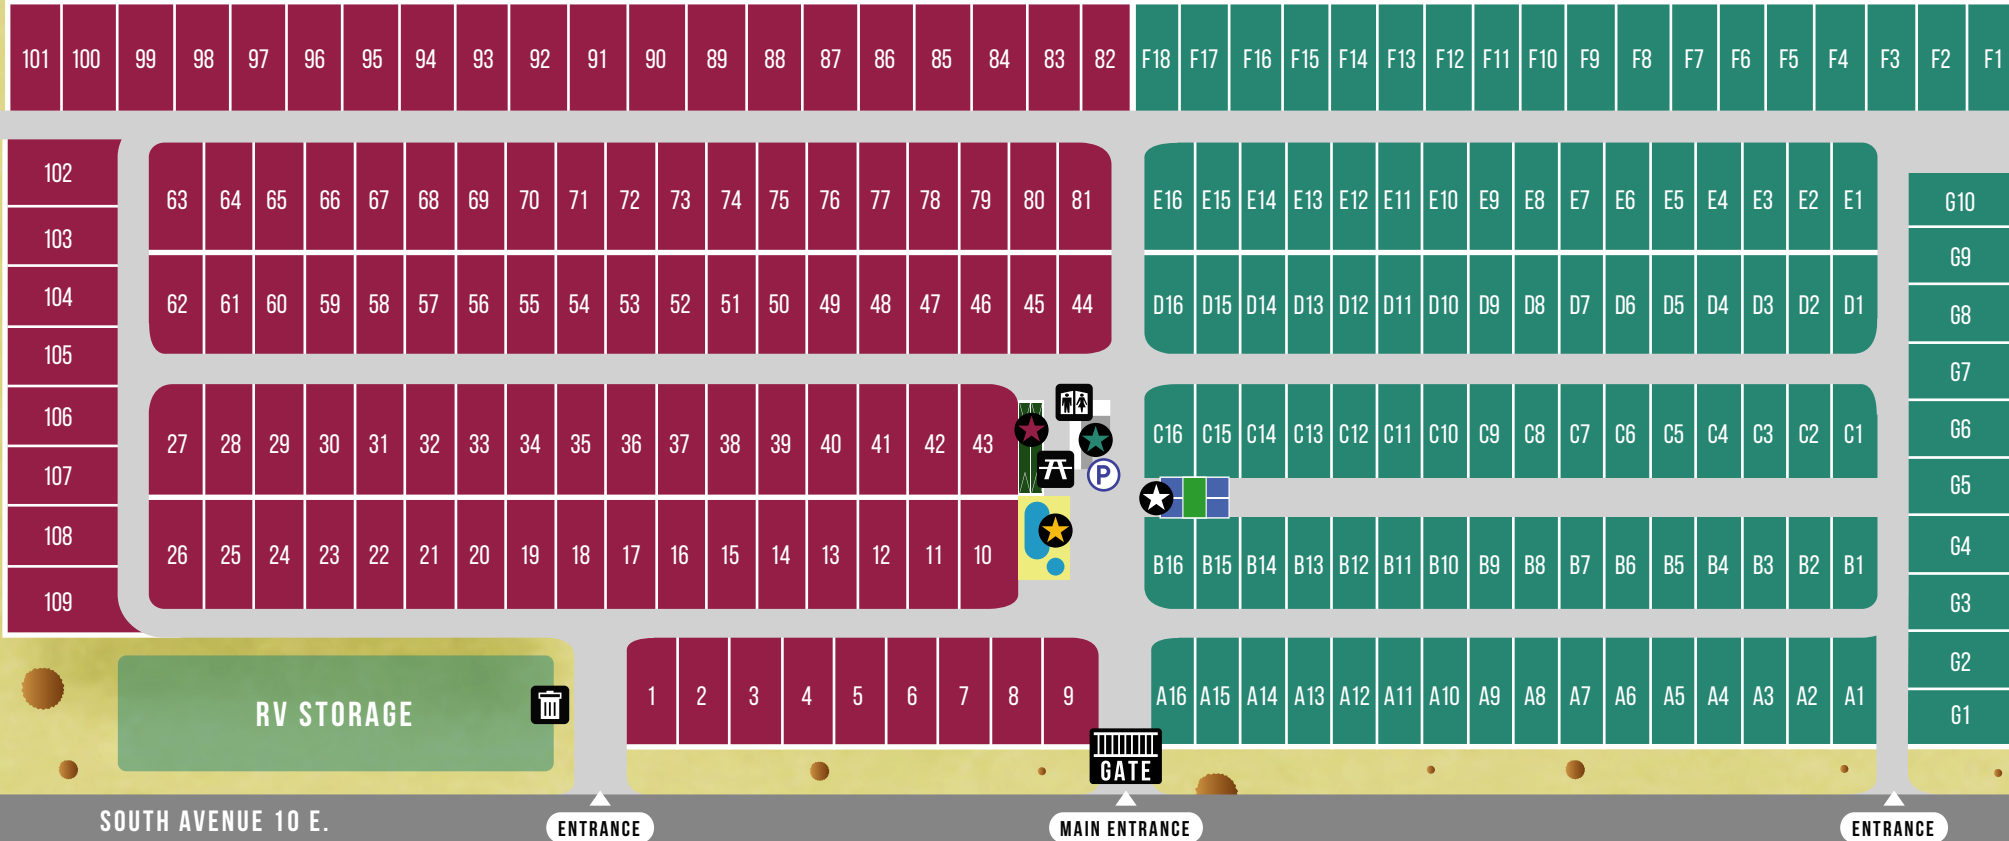 101 100 99 98 97 96 95 94 93 92 91 90 89 88 87 86 85 84 83 82 F18 F17 F16 F15 F14 F13 F12 F11 F10 F9 F8 F7 F6 F5 F4 F3 F2 F1
102
63 64 65 66 67 68 69 70 71 72 73 74 75 76 77 78 79 80 81 E16 E15 E14 E13 E12 E11 E10 E9 E8 E7 E6 E5 E4 E3 E2 E1 G10
103
G9
104 62 61 60 59 58 57 56 55 54 53 52 51 50 49 48 47 46 45 44 D16 D15 D14 D13 D12 D11 D10 D9 D8 D7 D6 D5 D4 D3 D2 D1 G8
105
G7
106
27 28 29 30 31 32 33 34 35 36 37 38 39 40 41 42 43 C16 C15 C14 C13 C12 C11 C10 C9 C8 C7 C6 C5 C4 C3 C2 C1 G6
107 P G5
108
G4
26 25 24 23 22 21 20 19 18 17 16 15 14 13 12 11 10 B16 B15 B14 B13 B12 B11 B10 B9 B8 B7 B6 B5 B4 B3 B2 B1
109 G3
G2
1 2 3 4 5 6 7 8 9 A16 A15 A14 A13 A12 A11 A10 A9 A8 A7 A6 A5 A4 A3 A2 A1
RV STORAGE G1
GATE
SOUTH AVENUE 10 E.
ENTRANCE MAIN ENTRANCE ENTRANCE